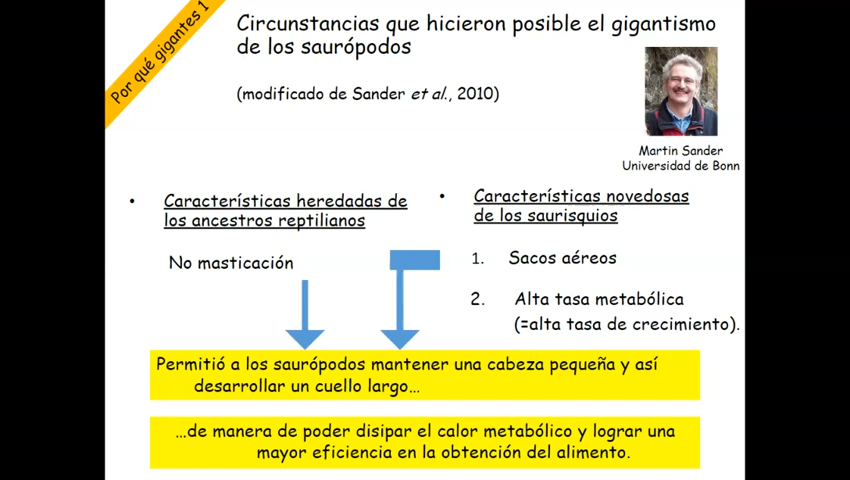 Por qué gigantes 1
Circunstancias que hicieron posible el gigantismo
de los saurópodos
(modificado de Sander et al., 2010)
Martin Sander
Universidad de Bonn
• Características heredadas de
los ancestros reptilianos
No masticación
• Características novedosas
de los saurisquios
1. Sacos aéreos
2. Alta tasa metabólica
(=alta tasa de crecimiento).
Permitió a los saurópodos mantener una cabeza pequeña y así
desarrollar un cuello largo…
…de manera de poder disipar el calor metabólico y lograr una
mayor eficiencia en la obtención del alimento.